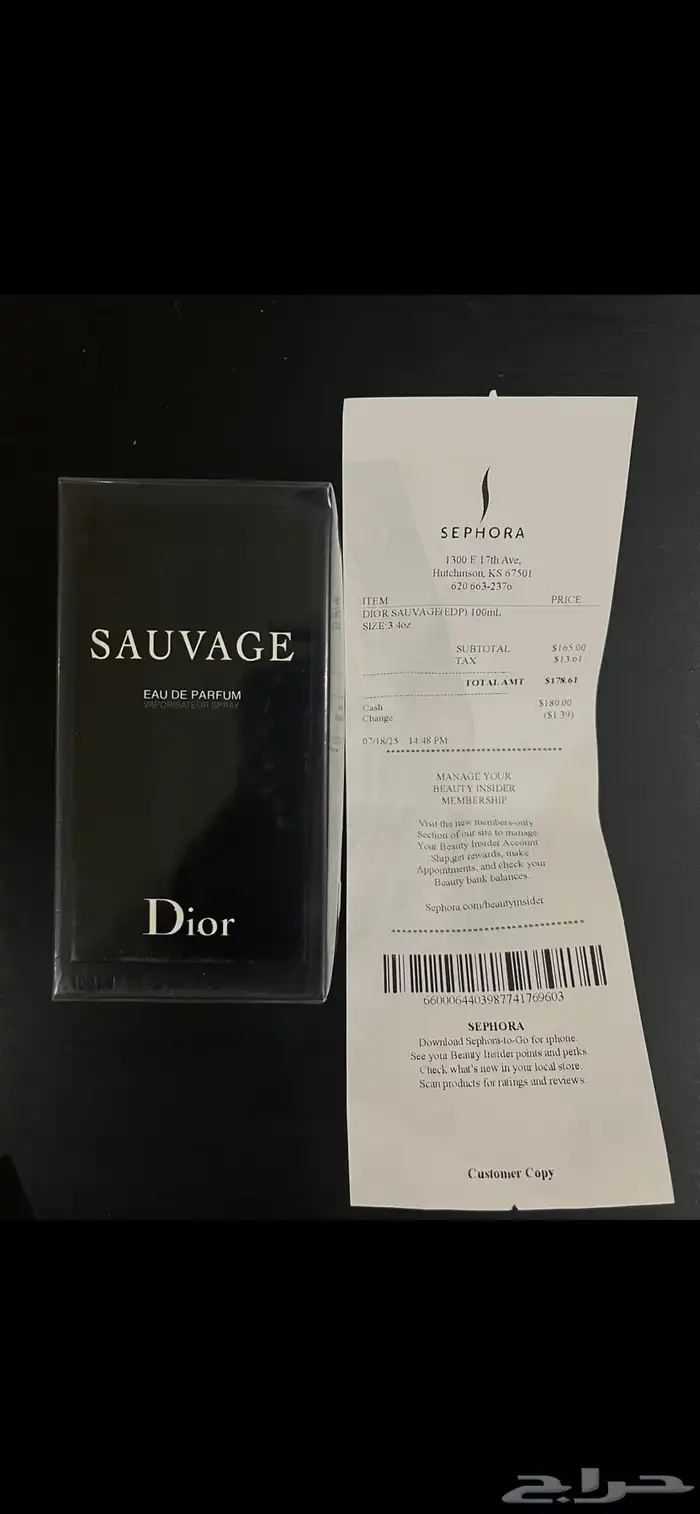 SAUVAGE
EAU DE PARFUM
VAPORISATEUR SPRAY
Dior
SEPHORA
1300 E 17th Ave,
Hutchinson, KS 67501
620 663-2376
ITEM PRICE
DIOR SAUVAGE(EDP) 100mL
SIZE:3.4oz
SUBTOTAL $165.00
TAX $13.61
TOTAL AMT $178.61
Cash $180.00
Change ($1.39)
07/18/25 14:48 PM
MANAGE YOUR
BEAUTY INSIDER
MEMBERSHIP
Visit the new members-only
Section of our site to manage
Your Beauty Insider Account
Ship,get rewards, make
Appointments, and check your
Beauty bank balances.
Sephora.com/beautyinsider
6600064403987741769603
SEPHORA
Download Sephora-to-Go for iphone.
See your Beauty Insider points and perks.
Check what's new in your local store.
Scan products for ratings and reviews.
Customer Copy
حراج